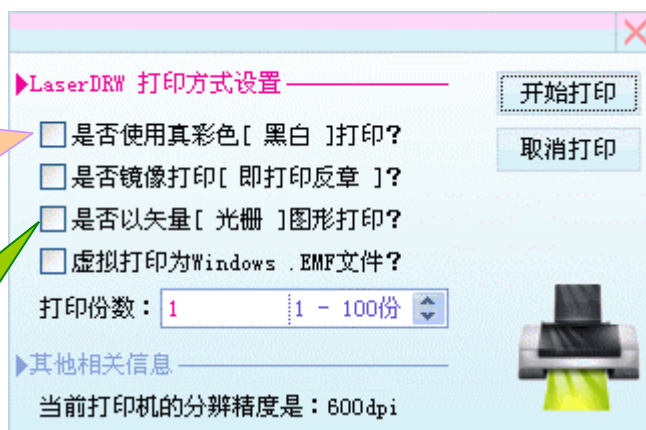 LaserDRW 打印方式设置
开始打印
是否使用真彩色[ 黑白 ]打印?
取消打印
是否镜像打印[ 即打印反章 ]?
是否以矢量[ 光栅 ]图形打印?
虚拟打印为Windows .EMF文件?
打印份数：1 1 - 100份
其他相关信息
当前打印机的分辨精度是：600dpi